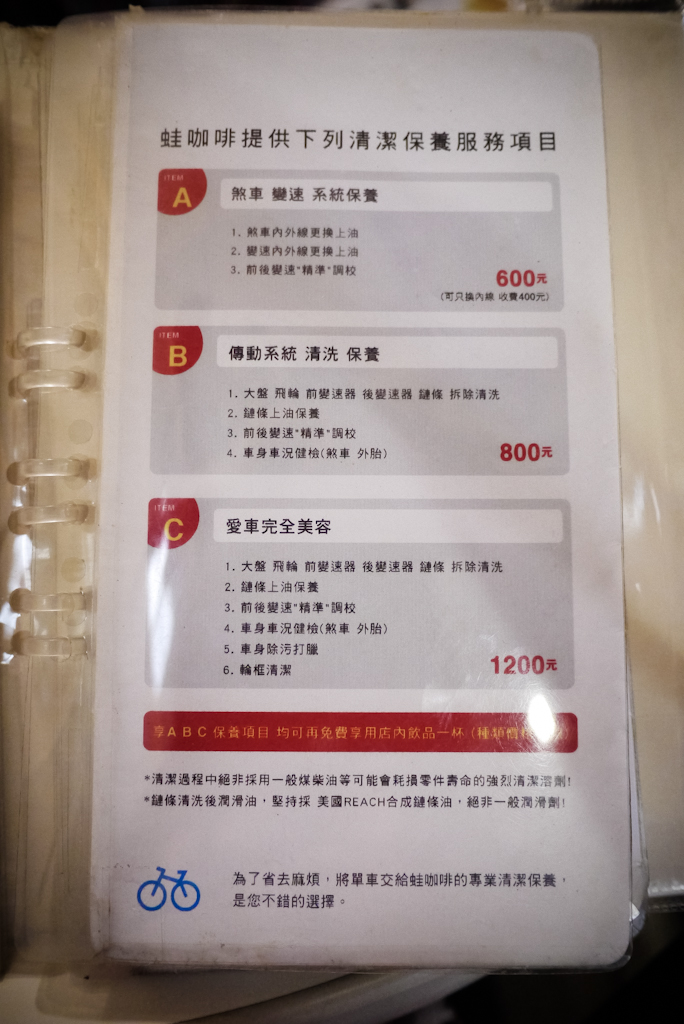 蛙咖啡提供下列清潔保養服務項目
ITEM
A
煞車 變速 系統保養
1. 煞車內外線更換上油
2. 變速內外線更換上油
3. 前後變速"精準"調校
600元
(可只換內線 收費400元)
ITEM
B
傳動系統 清洗 保養
1. 大盤 飛輪 前變速器 後變速器 鏈條 拆除清洗
2. 鏈條上油保養
3. 前後變速"精準"調校
4. 車身車況健檢(煞車 外胎)
800元
ITEM
C
愛車完全美容
1. 大盤 飛輪 前變速器 後變速器 鏈條 拆除清洗
2. 鏈條上油保養
3. 前後變速"精準"調校
4. 車身車況健檢(煞車 外胎)
5. 車身除污打臘
6. 輪框清潔
1200元
享A B C 保養項目 均可再免費享用店內飲品一杯 (種類價格
*清潔過程中絕非採用一般煤柴油等可能會耗損零件壽命的強烈清潔溶劑!
*鏈條清洗後潤滑油，堅持採 美國REACH合成鏈條油，絕非一般潤滑劑!
為了省去麻煩，將單車交給蛙咖啡的專業清潔保養，
是您不錯的選擇。